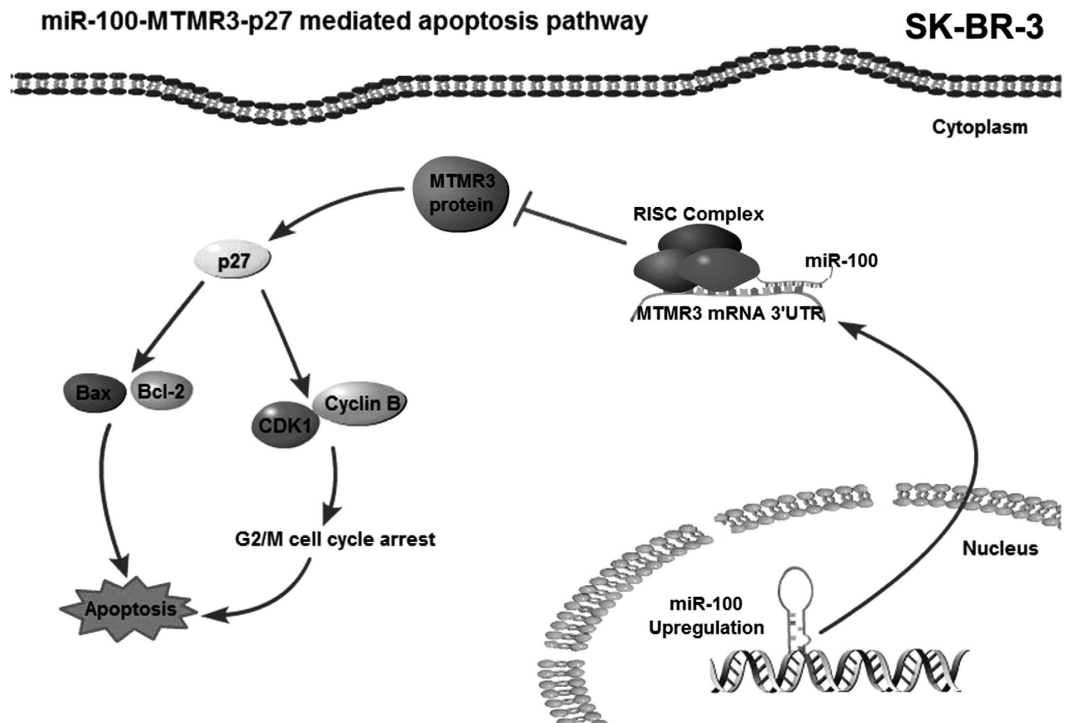 miR-100-MTMR3-p27 mediated apoptosis pathway
SK-BR-3
Cytoplasm
MTMR3
protein
RISC Complex
miR-100
MTMR3 mRNA 3'UTR
p27
Bax
Bcl-2
Cyclin B
CDK1
G2/M cell cycle arrest
Apoptosis
Nucleus
miR-100
Upregulation